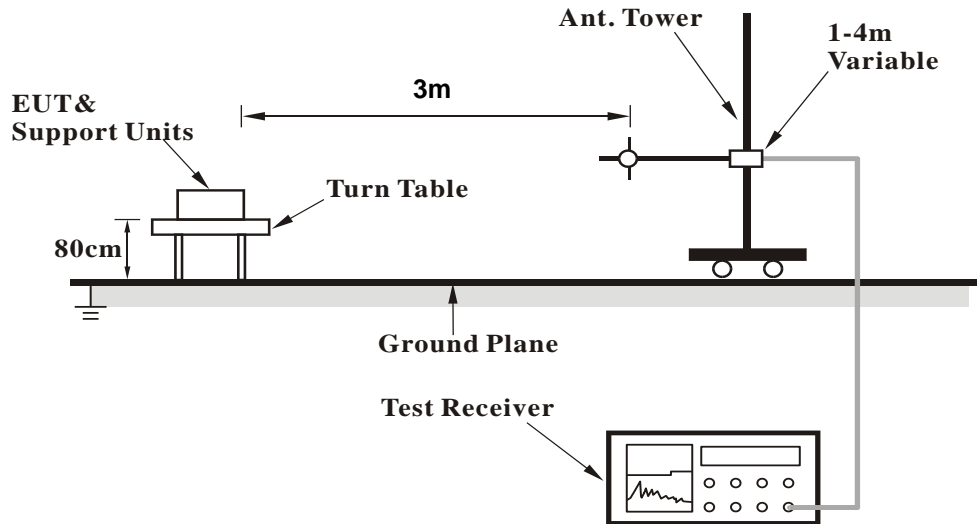 Ant. Tower
1-4m
Variable
3m
EUT&
Support Units
Turn Table
80cm
Ground Plane
Test Receiver